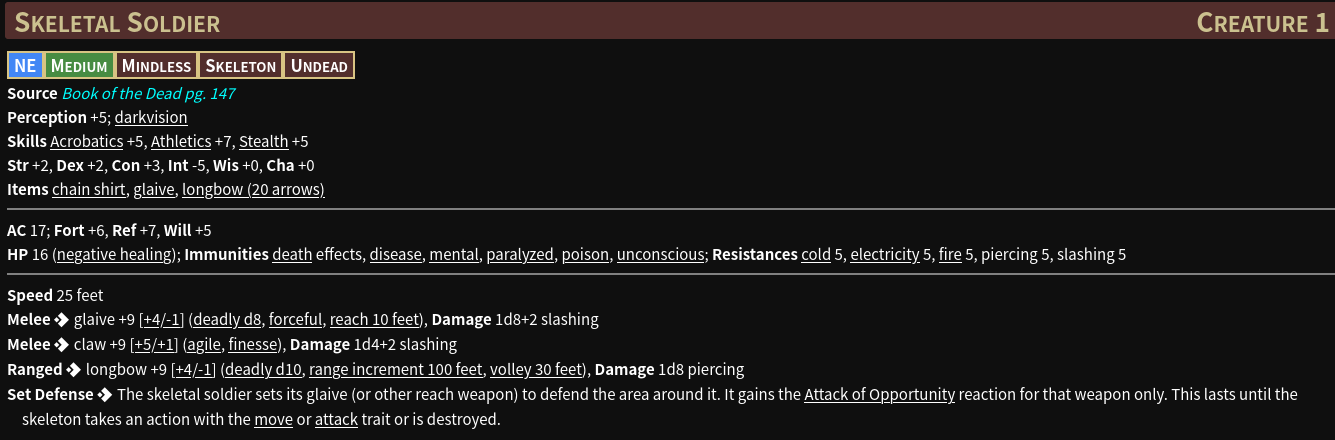 SKELETAL SOLDIER CREATURE 1
NE MEDIUM MINDLESS SKELETON UNDEAD
Source Book of the Dead pg. 147
Perception +5; darkvision
Skills Acrobatics +5, Athletics +7, Stealth +5
Str +2, Dex +2, Con +3, Int -5, Wis +0, Cha +0
Items chain shirt, glaive, longbow (20 arrows)
AC 17; Fort +6, Ref +7, Will +5
HP 16 (negative healing); Immunities death effects, disease, mental, paralyzed, poison, unconscious; Resistances cold 5, electricity 5, fire 5, piercing 5, slashing 5
Speed 25 feet
Melee glaive +9 [+4/-1] (deadly d8, forceful, reach 10 feet), Damage 1d8+2 slashing
Melee claw +9 [+5/+1] (agile, finesse), Damage 1d4+2 slashing
Ranged longbow +9 [+4/-1] (deadly d10, range increment 100 feet, volley 30 feet), Damage 1d8 piercing
Set Defense The skeletal soldier sets its glaive (or other reach weapon) to defend the area around it. It gains the Attack of Opportunity reaction for that weapon only. This lasts until the
skeleton takes an action with the move or attack trait or is destroyed.